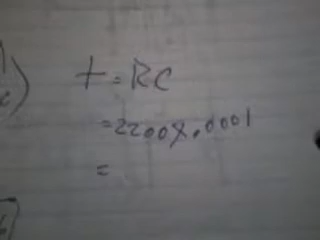 t = RC
= 2200 x .0001
=